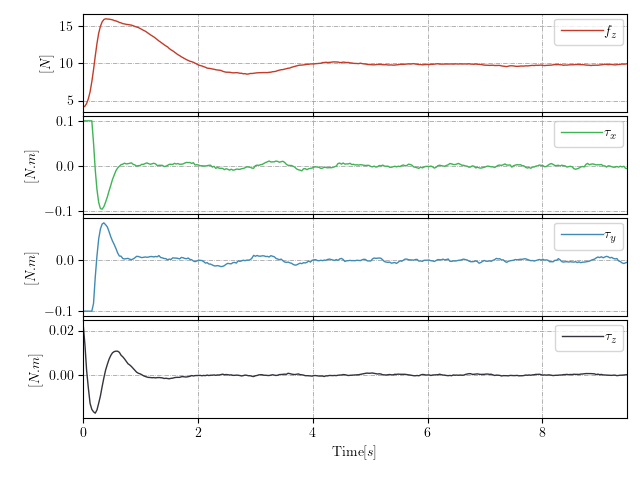 15
10
5
[N]
f_z
0.1
0.0
−0.1
[N.m]
τ_x
0.0
−0.1
[N.m]
τ_y
0.02
0.00
[N.m]
τ_z
0 2 4 6 8
Time[s]